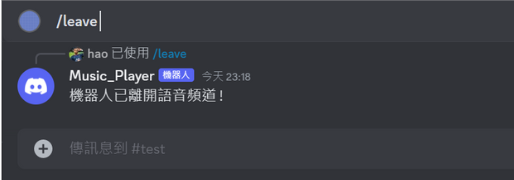 /leave
hao 已使用 /leave
Music_Player 機器人 今天 23:18
機器人已離開語音頻道！
傳訊息到 #test